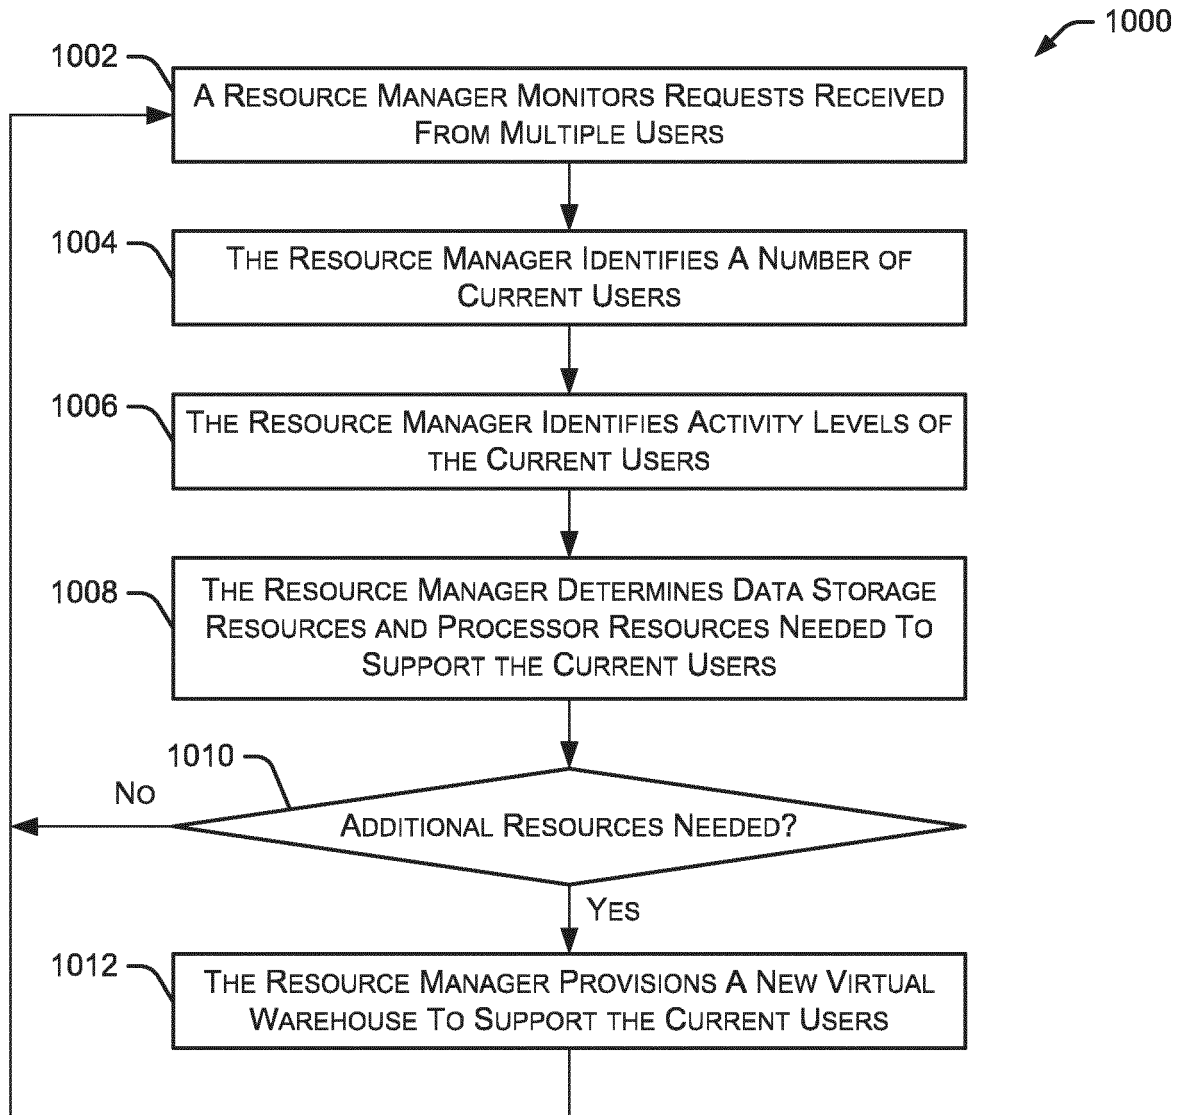 1000
1002
A RESOURCE MANAGER MONITORS REQUESTS RECEIVED
FROM MULTIPLE USERS
1004
THE RESOURCE MANAGER IDENTIFIES A NUMBER OF
CURRENT USERS
1006
THE RESOURCE MANAGER IDENTIFIES ACTIVITY LEVELS OF
THE CURRENT USERS
1008
THE RESOURCE MANAGER DETERMINES DATA STORAGE
RESOURCES AND PROCESSOR RESOURCES NEEDED TO
SUPPORT THE CURRENT USERS
1010
NO
ADDITIONAL RESOURCES NEEDED?
YES
1012
THE RESOURCE MANAGER PROVISIONS A NEW VIRTUAL
WAREHOUSE TO SUPPORT THE CURRENT USERS